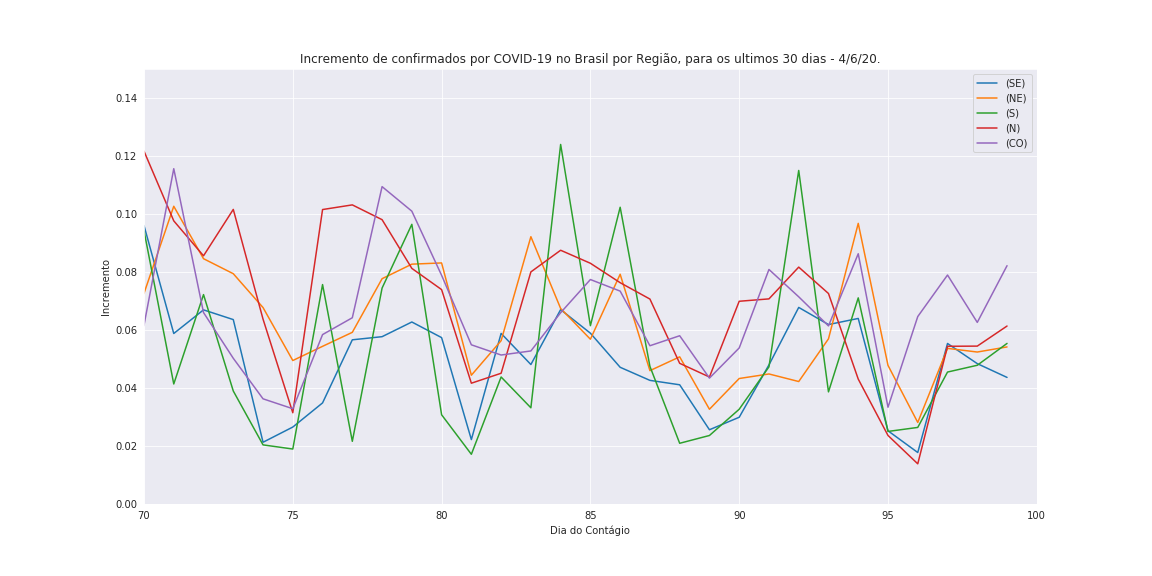 Incremento de confirmados por COVID-19 no Brasil por Região, para os ultimos 30 dias - 4/6/20.
(SE)
(NE)
(S)
(N)
(CO)
Incremento
0.14
0.12
0.10
0.08
0.06
0.04
0.02
0.00
70 75 80 85 90 95 100
Dia do Contágio